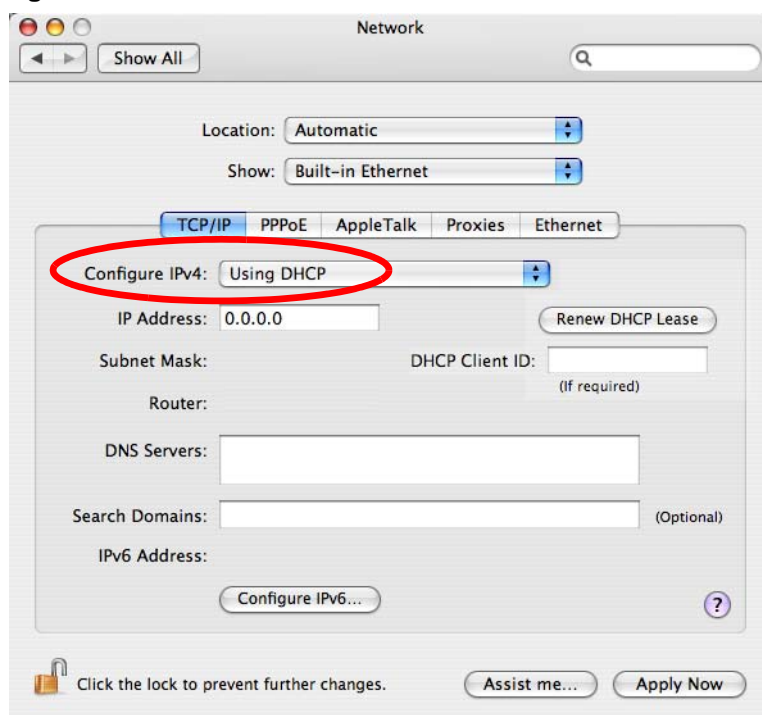 Network
Show All
Location: Automatic
Show: Built-in Ethernet
TCP/IP PPPoE AppleTalk Proxies Ethernet
Configure IPv4: Using DHCP
IP Address: 0.0.0.0 Renew DHCP Lease
Subnet Mask: DHCP Client ID:
(If required)
Router:
DNS Servers:
Search Domains: (Optional)
IPv6 Address:
Configure IPv6... ?
Click the lock to prevent further changes. Assist me... Apply Now